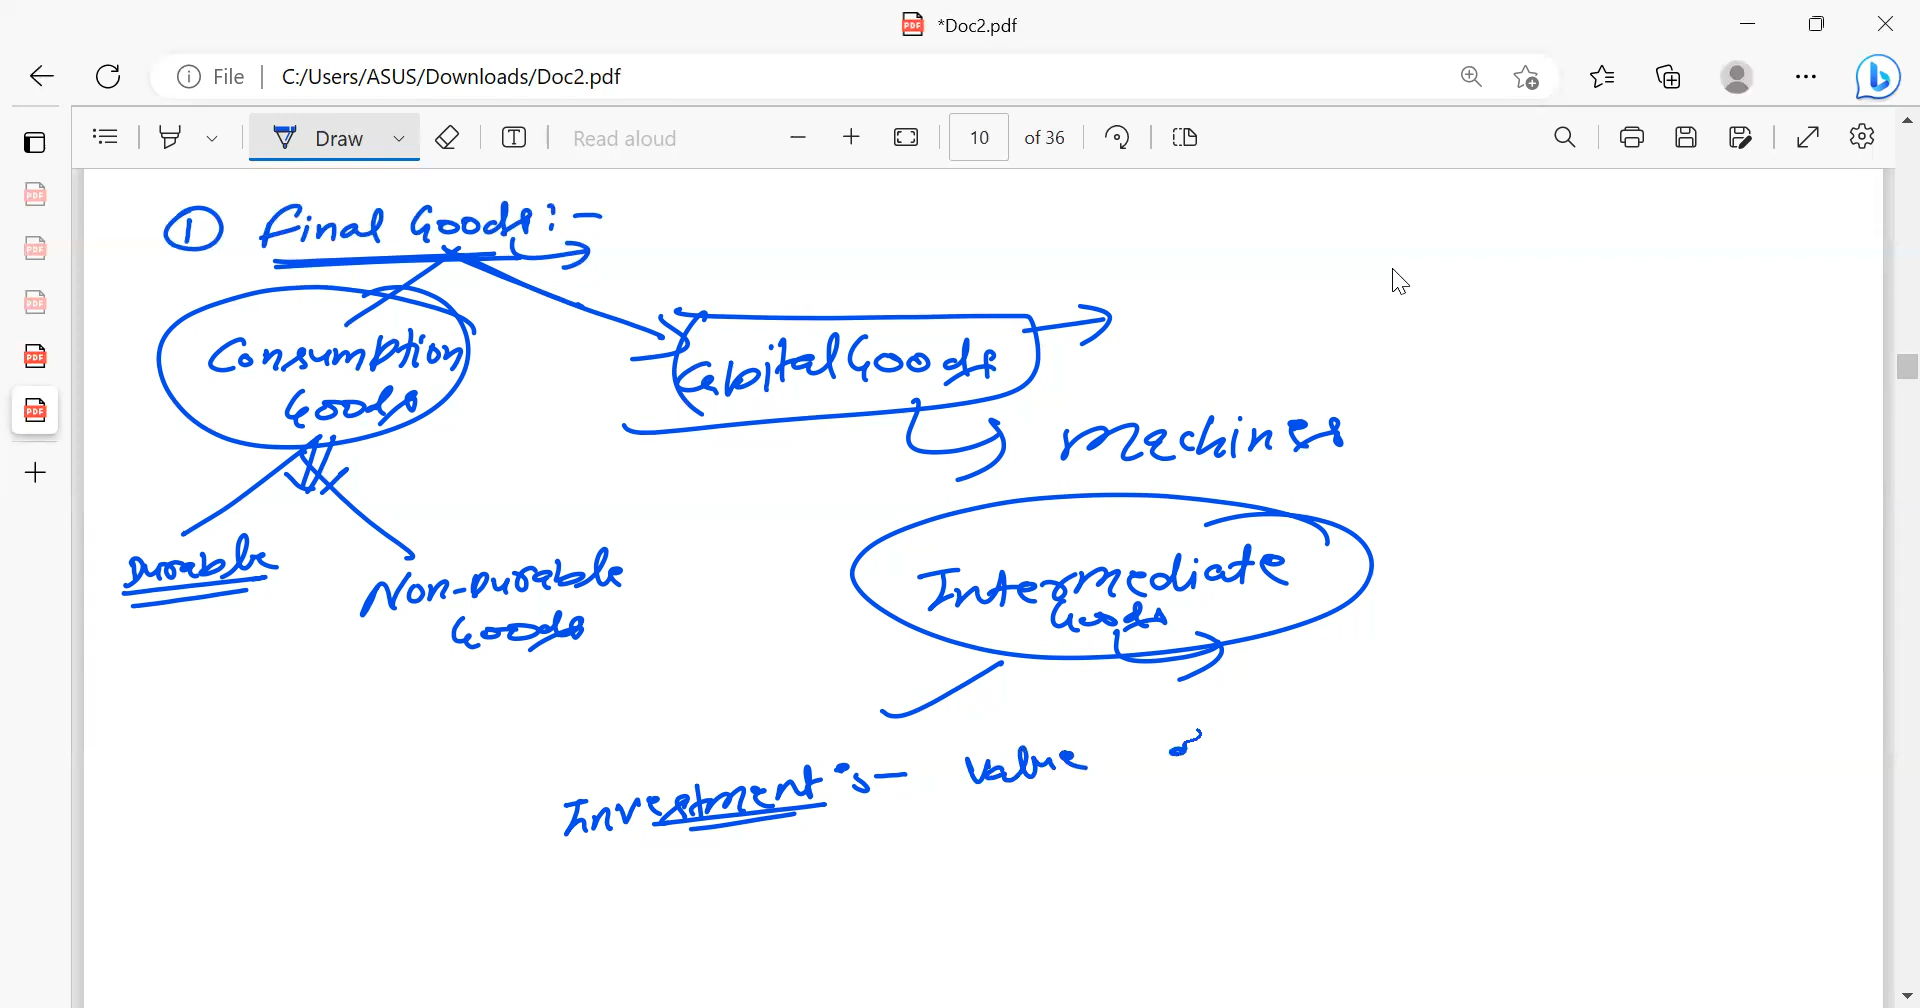 *Doc2.pdf
File C:/Users/ASUS/Downloads/Doc2.pdf
Draw Read aloud 10 of 36
① Final Goods:-
Consumption
Goods
Capital Goods
Machines
Durable
Non-Durable
Goods
Intermediate
Goods
Investment:- Value